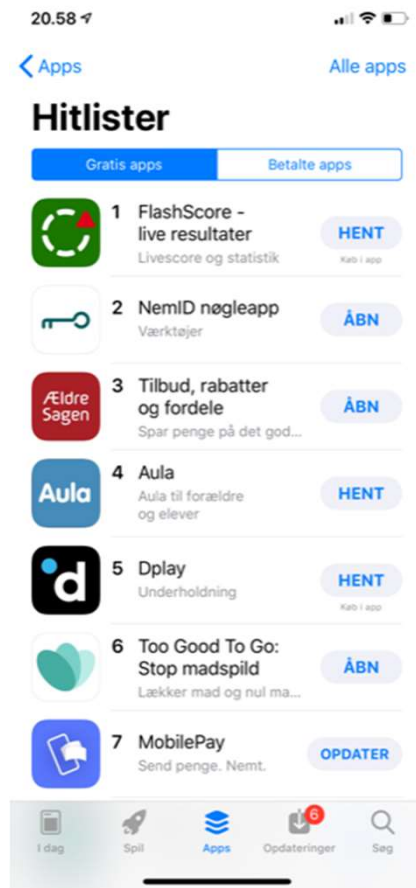 20.58
Apps
Alle apps
Hitlister
Gratis apps
Betalte apps
1 FlashScore -
live resultater
Livescore og statistik
HENT
Køb i app
2 NemID nøgleapp
Værktøjer
ÅBN
Ældre
Sagen
3 Tilbud, rabatter
og fordele
Spar penge på det god...
ÅBN
Aula
4 Aula
Aula til forældre
og elever
HENT
d
5 Dplay
Underholdning
HENT
Køb i app
6 Too Good To Go:
Stop madspild
Lækker mad og nul ma...
ÅBN
7 MobilePay
Send penge. Nemt.
OPDATER
6
I dag
Spil
Apps
Opdateringer
Søg